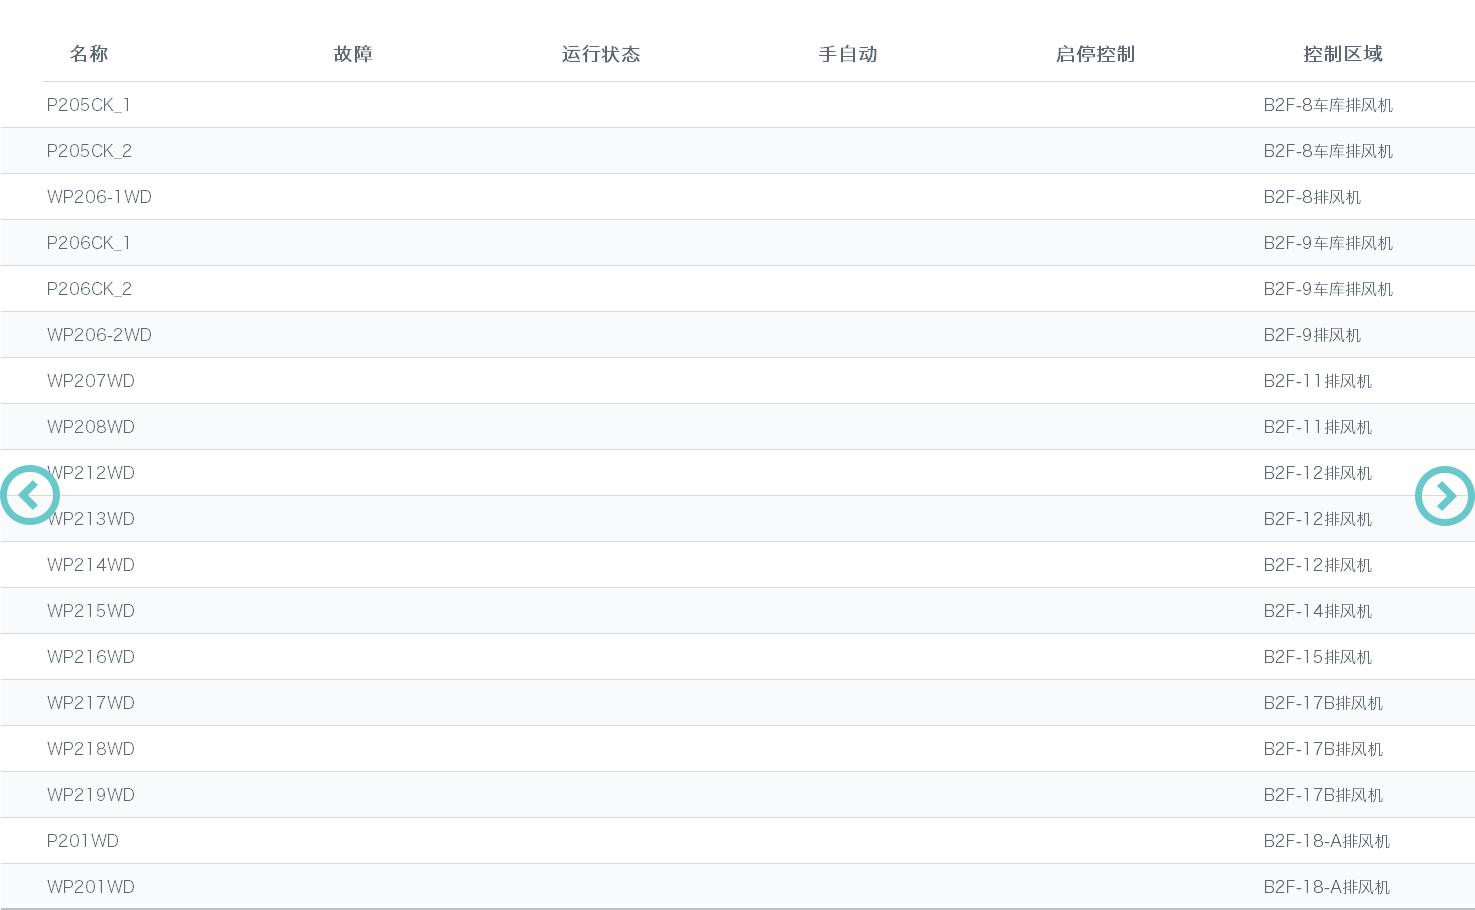 名称 故障 运行状态 手自动 启停控制 控制区域
P205CK_1 B2F-8车库排风机
P205CK_2 B2F-8车库排风机
WP206-1WD B2F-8排风机
P206CK_1 B2F-9车库排风机
P206CK_2 B2F-9车库排风机
WP206-2WD B2F-9排风机
WP207WD B2F-11排风机
WP208WD B2F-11排风机
WP212WD B2F-12排风机
WP213WD B2F-12排风机
WP214WD B2F-12排风机
WP215WD B2F-14排风机
WP216WD B2F-15排风机
WP217WD B2F-17B排风机
WP218WD B2F-17B排风机
WP219WD B2F-17B排风机
P201WD B2F-18-A排风机
WP201WD B2F-18-A排风机